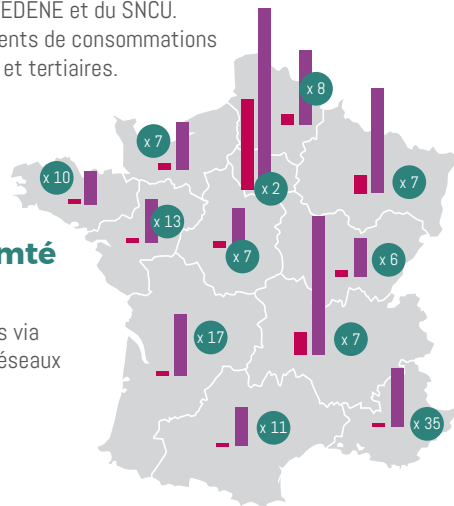 EDENE et du SNCU.
ents de consommations
et tertiaires.
x 8
x 7
x 10
x 2
x 7
x 13
mté
x 7
x 6
s via
x 17
x 7
éseaux
x 11
x 35